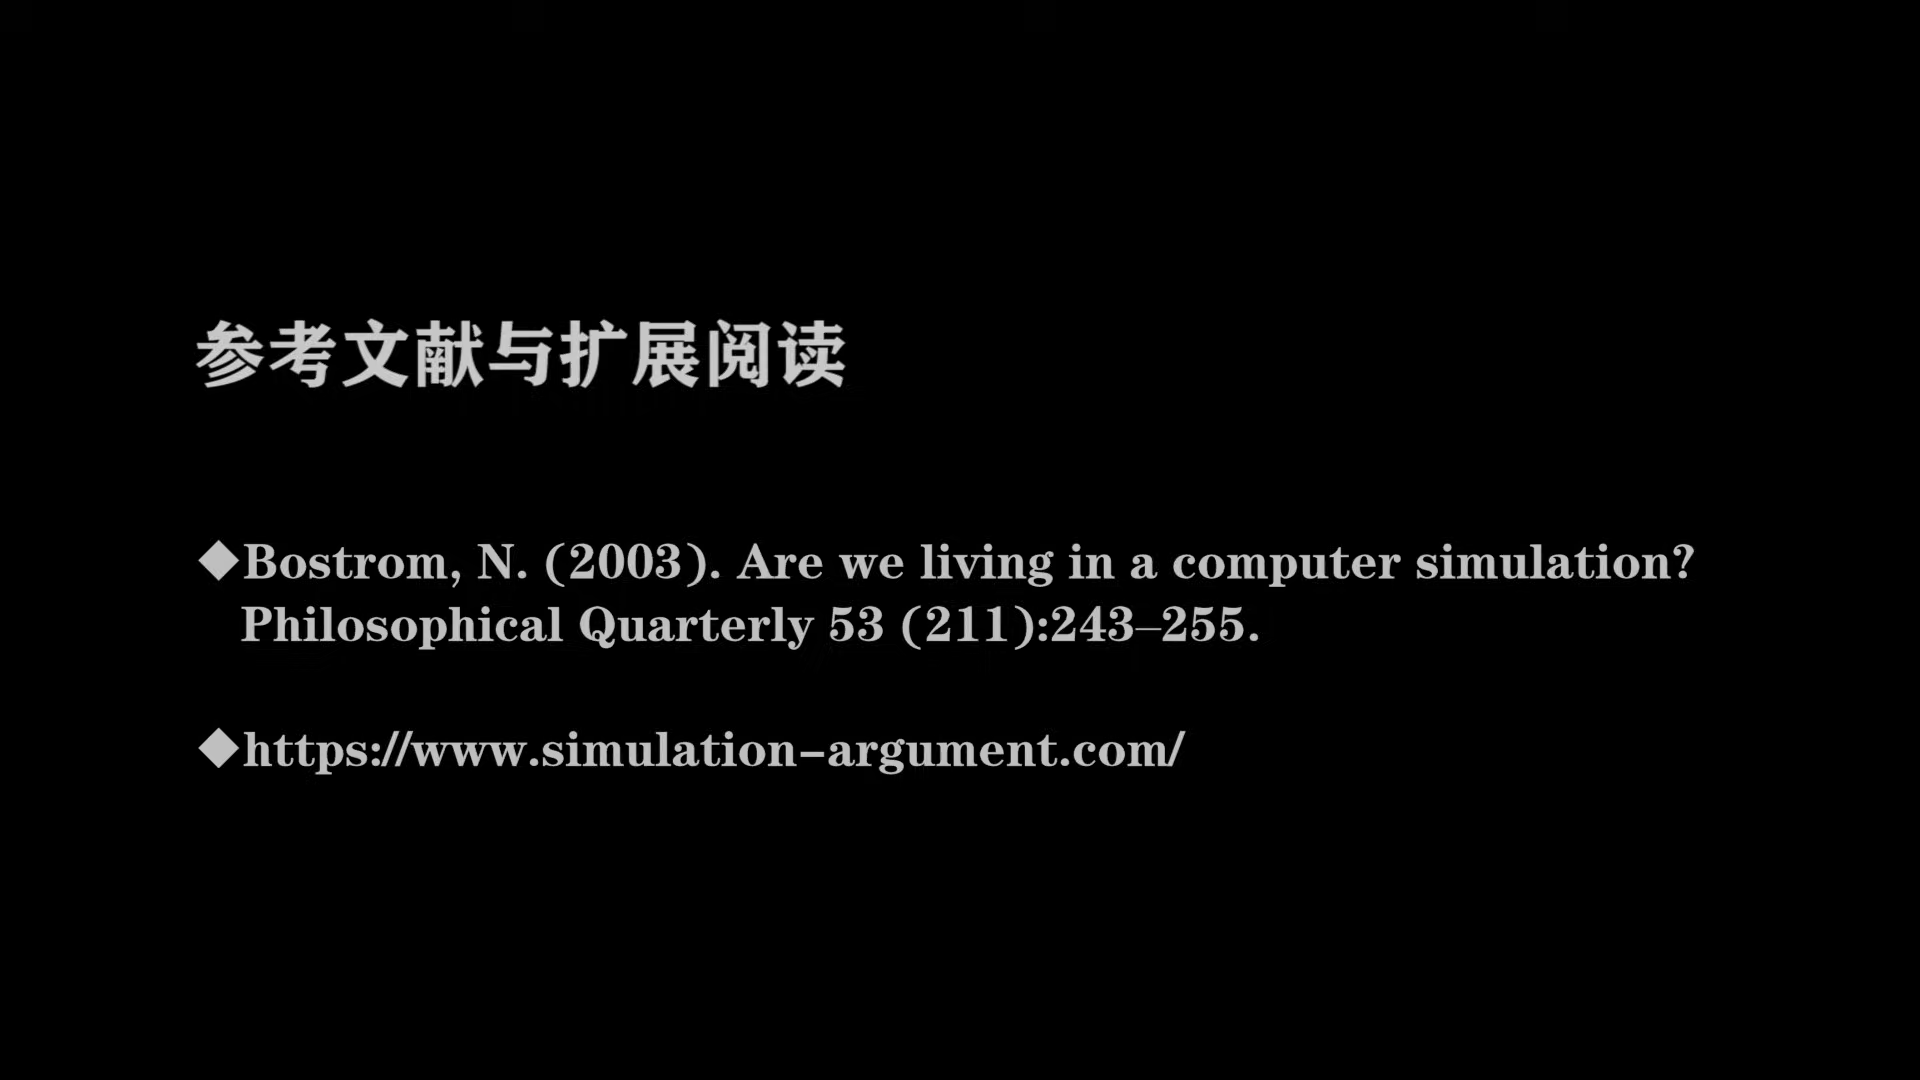 参考文献与扩展阅读
◆Bostrom, N. (2003). Are we living in a computer simulation?
Philosophical Quarterly 53 (211):243–255.
◆https://www.simulation-argument.com/